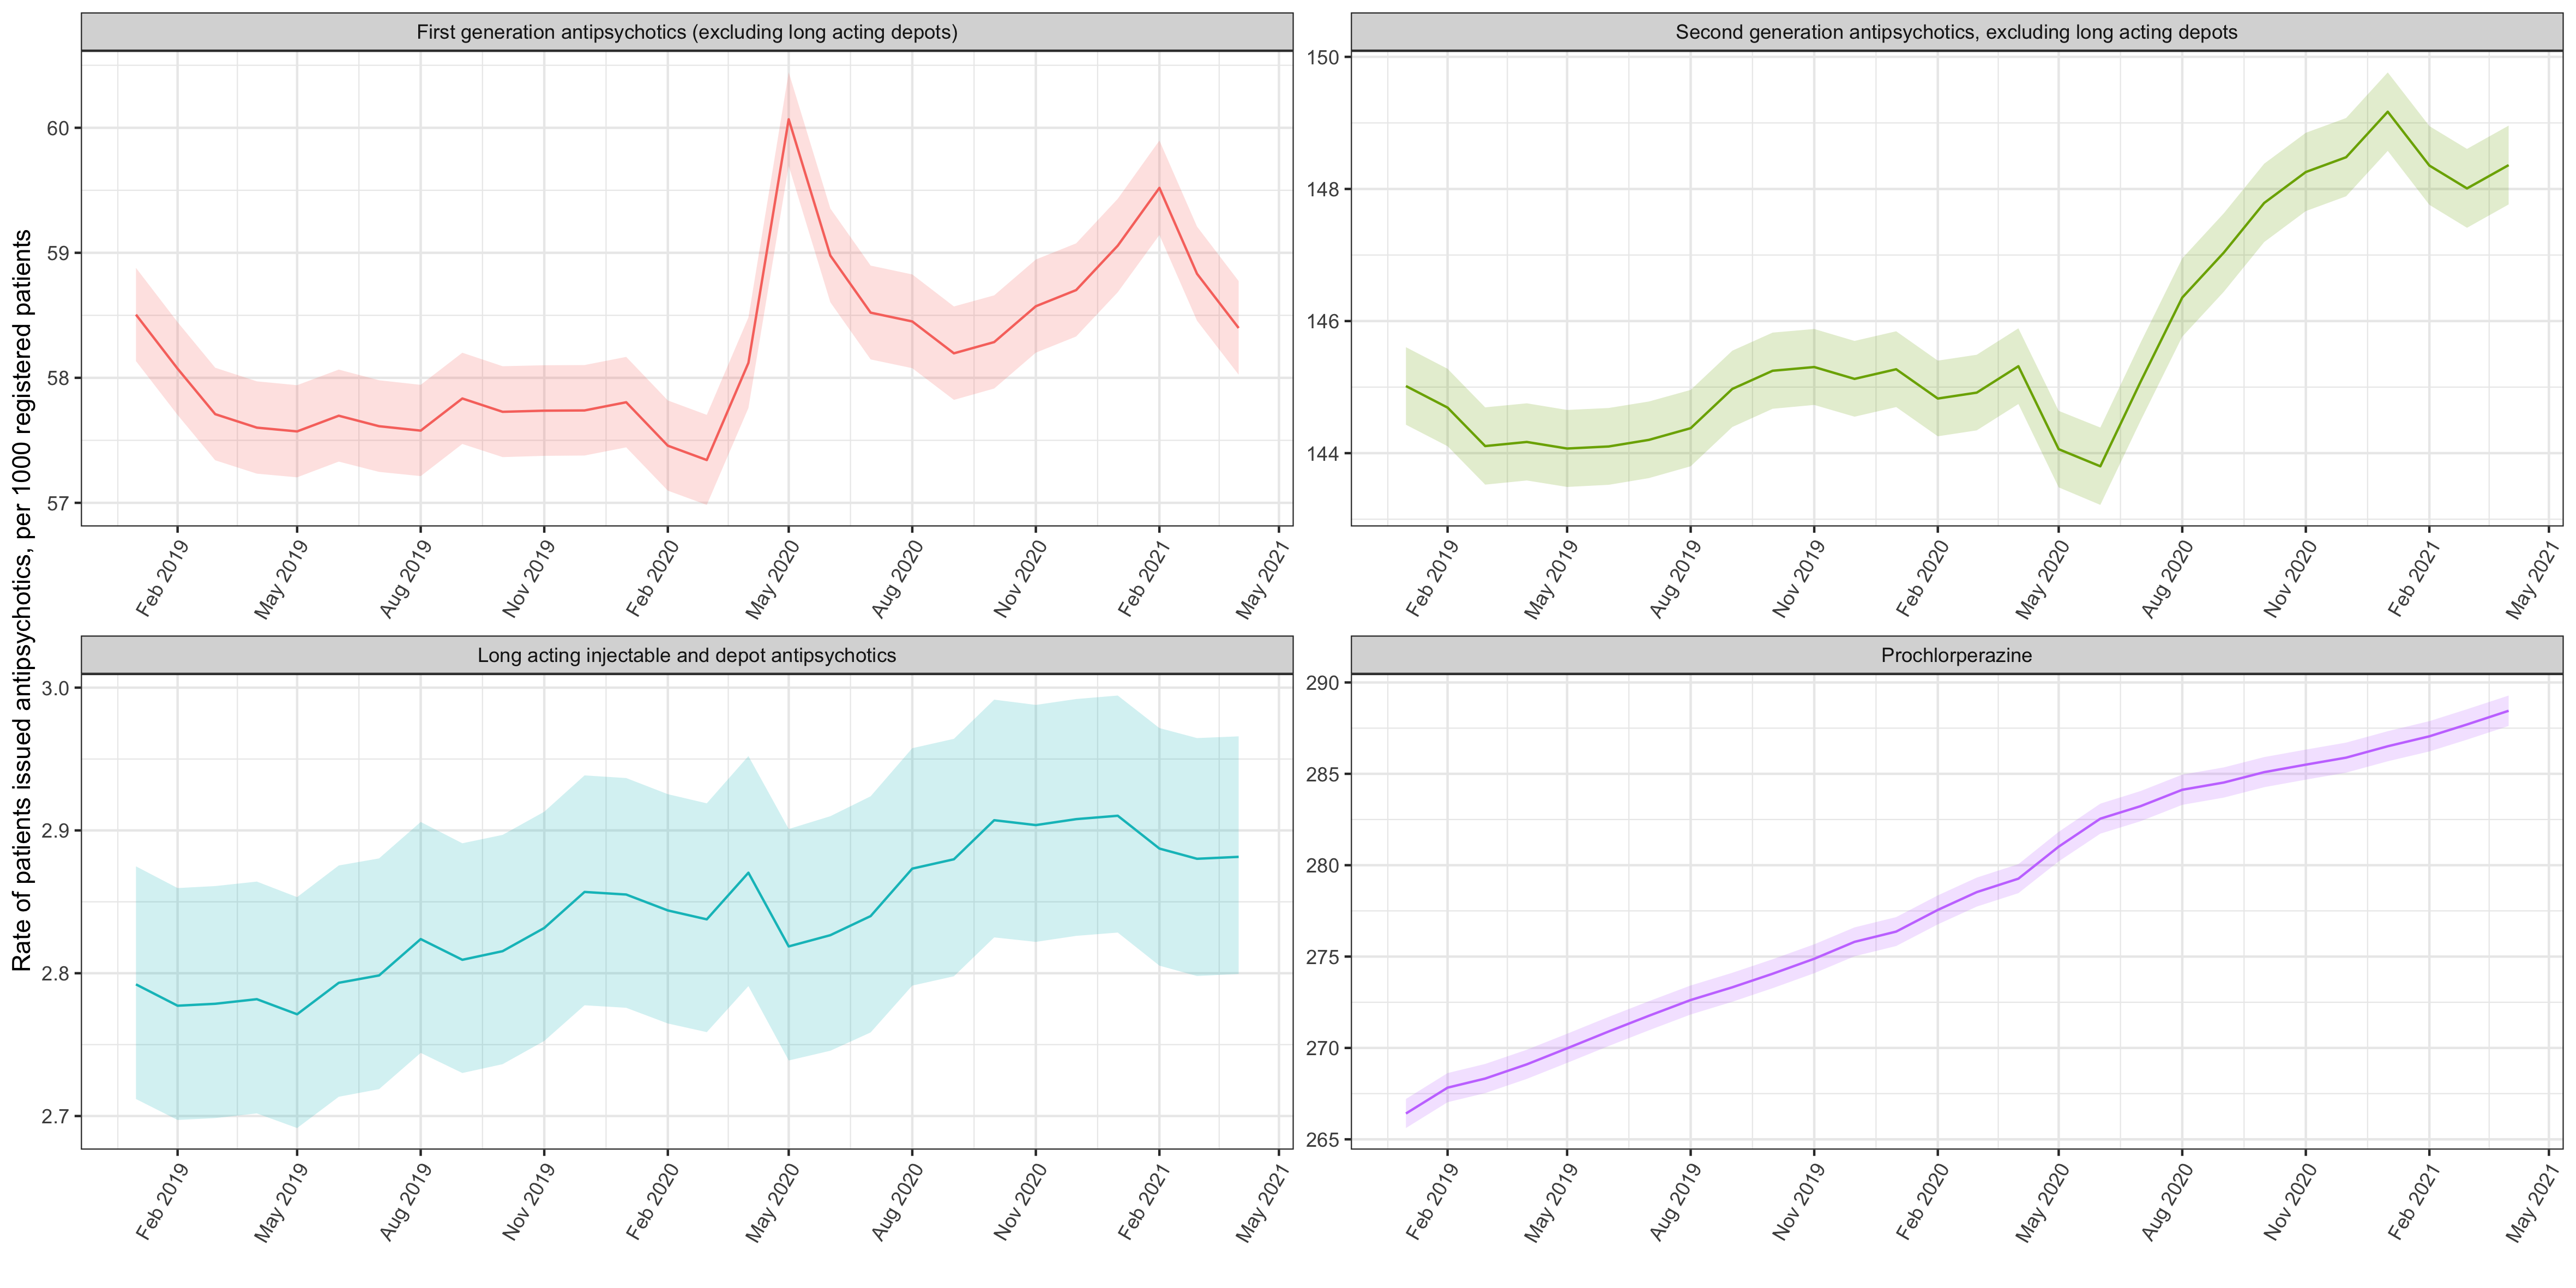 Rate of patients issued antipsychotics, per 1000 registered patients
First generation antipsychotics (excluding long acting depots)
60
59
58
57
Feb 2019
May 2019
Aug 2019
Nov 2019
Feb 2020
May 2020
Aug 2020
Nov 2020
Feb 2021
May 2021
Second generation antipsychotics, excluding long acting depots
150
148
146
144
Feb 2019
May 2019
Aug 2019
Nov 2019
Feb 2020
May 2020
Aug 2020
Nov 2020
Feb 2021
May 2021
Long acting injectable and depot antipsychotics
3.0
2.9
2.8
2.7
Feb 2019
May 2019
Aug 2019
Nov 2019
Feb 2020
May 2020
Aug 2020
Nov 2020
Feb 2021
May 2021
Prochlorperazine
290
285
280
275
270
265
Feb 2019
May 2019
Aug 2019
Nov 2019
Feb 2020
May 2020
Aug 2020
Nov 2020
Feb 2021
May 2021